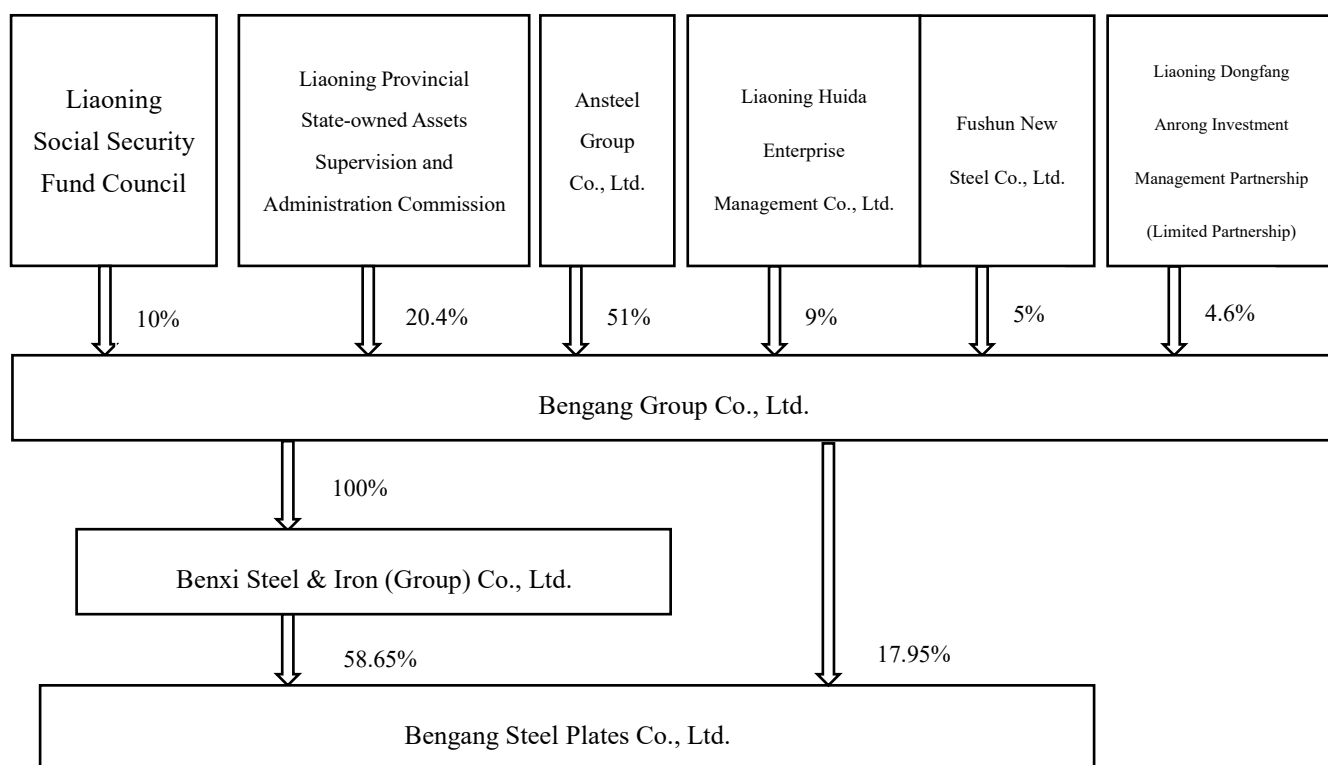 Liaoning
Social Security
Fund Council
Liaoning Provincial
State-owned Assets
Supervision and
Administration Commission
Ansteel
Group
Co., Ltd.
Liaoning Huida
Enterprise
Management Co., Ltd.
Fushun New
Steel Co., Ltd.
Liaoning Dongfang
Anrong Investment
Management Partnership
(Limited Partnership)
10%
20.4%
51%
9%
5%
4.6%
Bengang Group Co., Ltd.
100%
Benxi Steel & Iron (Group) Co., Ltd.
58.65%
17.95%
Bengang Steel Plates Co., Ltd.